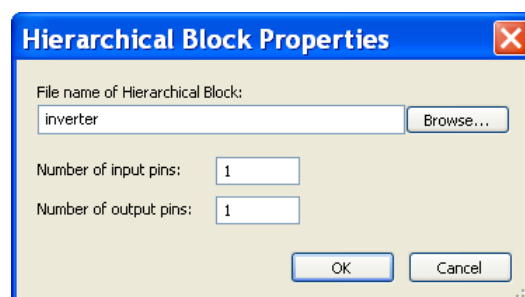 Hierarchical Block Properties
File name of Hierarchical Block:
inverter Browse...
Number of input pins: 1
Number of output pins: 1
OK Cancel